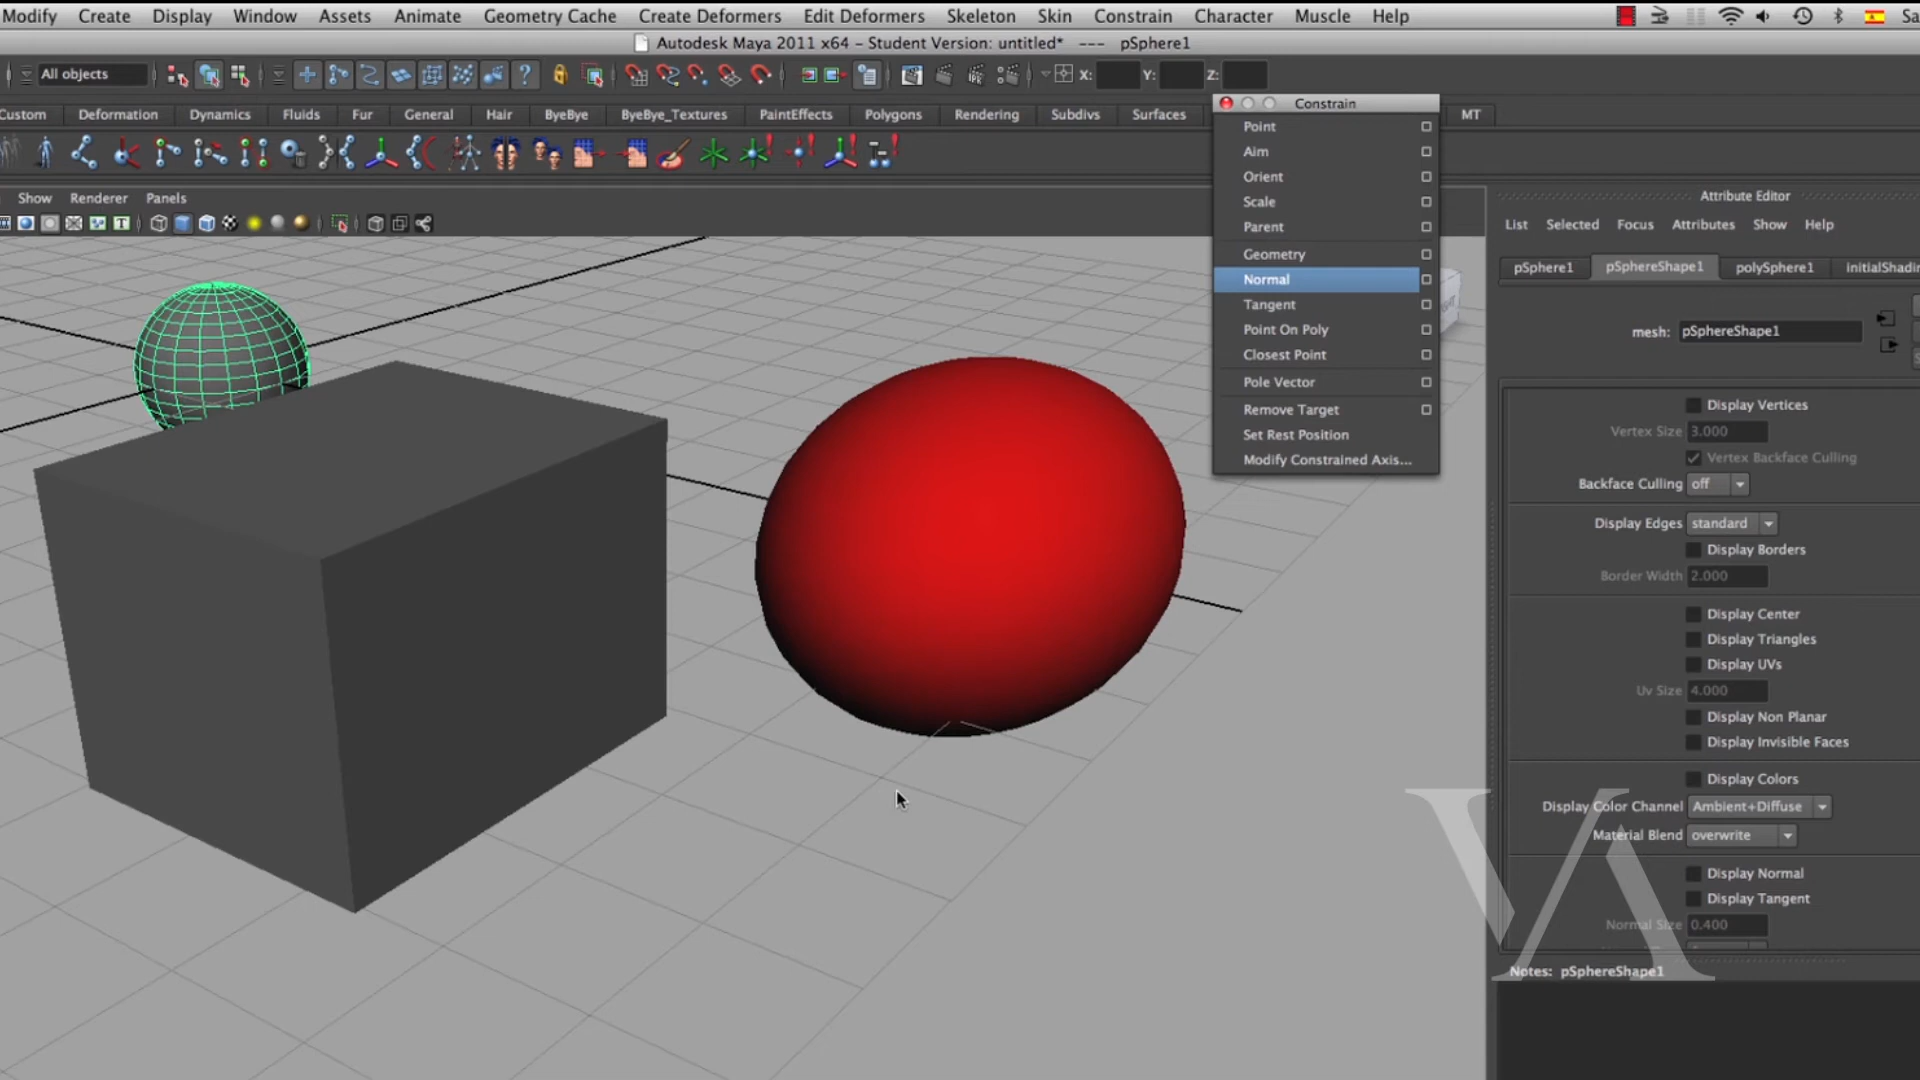 Modify Create Display Window Assets Animate Geometry Cache Create Deformers Edit Deformers Skeleton Skin Constrain Character Muscle Help Sa
Autodesk Maya 2011 x64 – Student Version: untitled* --- pSphere1
All objects X: Y: Z:
Custom Deformation Dynamics Fluids Fur General Hair ByeBye ByeBye_Textures PaintEffects Polygons Rendering Subdivs Surfaces MT
Constrain
Point
Aim
Orient
Scale
Parent
Geometry
Normal
Tangent
Point On Poly
Closest Point
Pole Vector
Remove Target
Set Rest Position
Modify Constrained Axis...
Show Renderer Panels
Attribute Editor
List Selected Focus Attributes Show Help
pSphere1 pSphereShape1 polySphere1 initialShadin
mesh: pSphereShape1
Display Vertices
Vertex Size 3.000
Vertex Backface Culling
Backface Culling off
Display Edges standard
Display Borders
Border Width 2.000
Display Center
Display Triangles
Display UVs
Uv Size 4.000
Display Non Planar
Display Invisible Faces
Display Colors
Display Color Channel Ambient+Diffuse
Material Blend overwrite
Display Normal
Display Tangent
Normal Size 0.400
Notes: pSphereShape1
VA